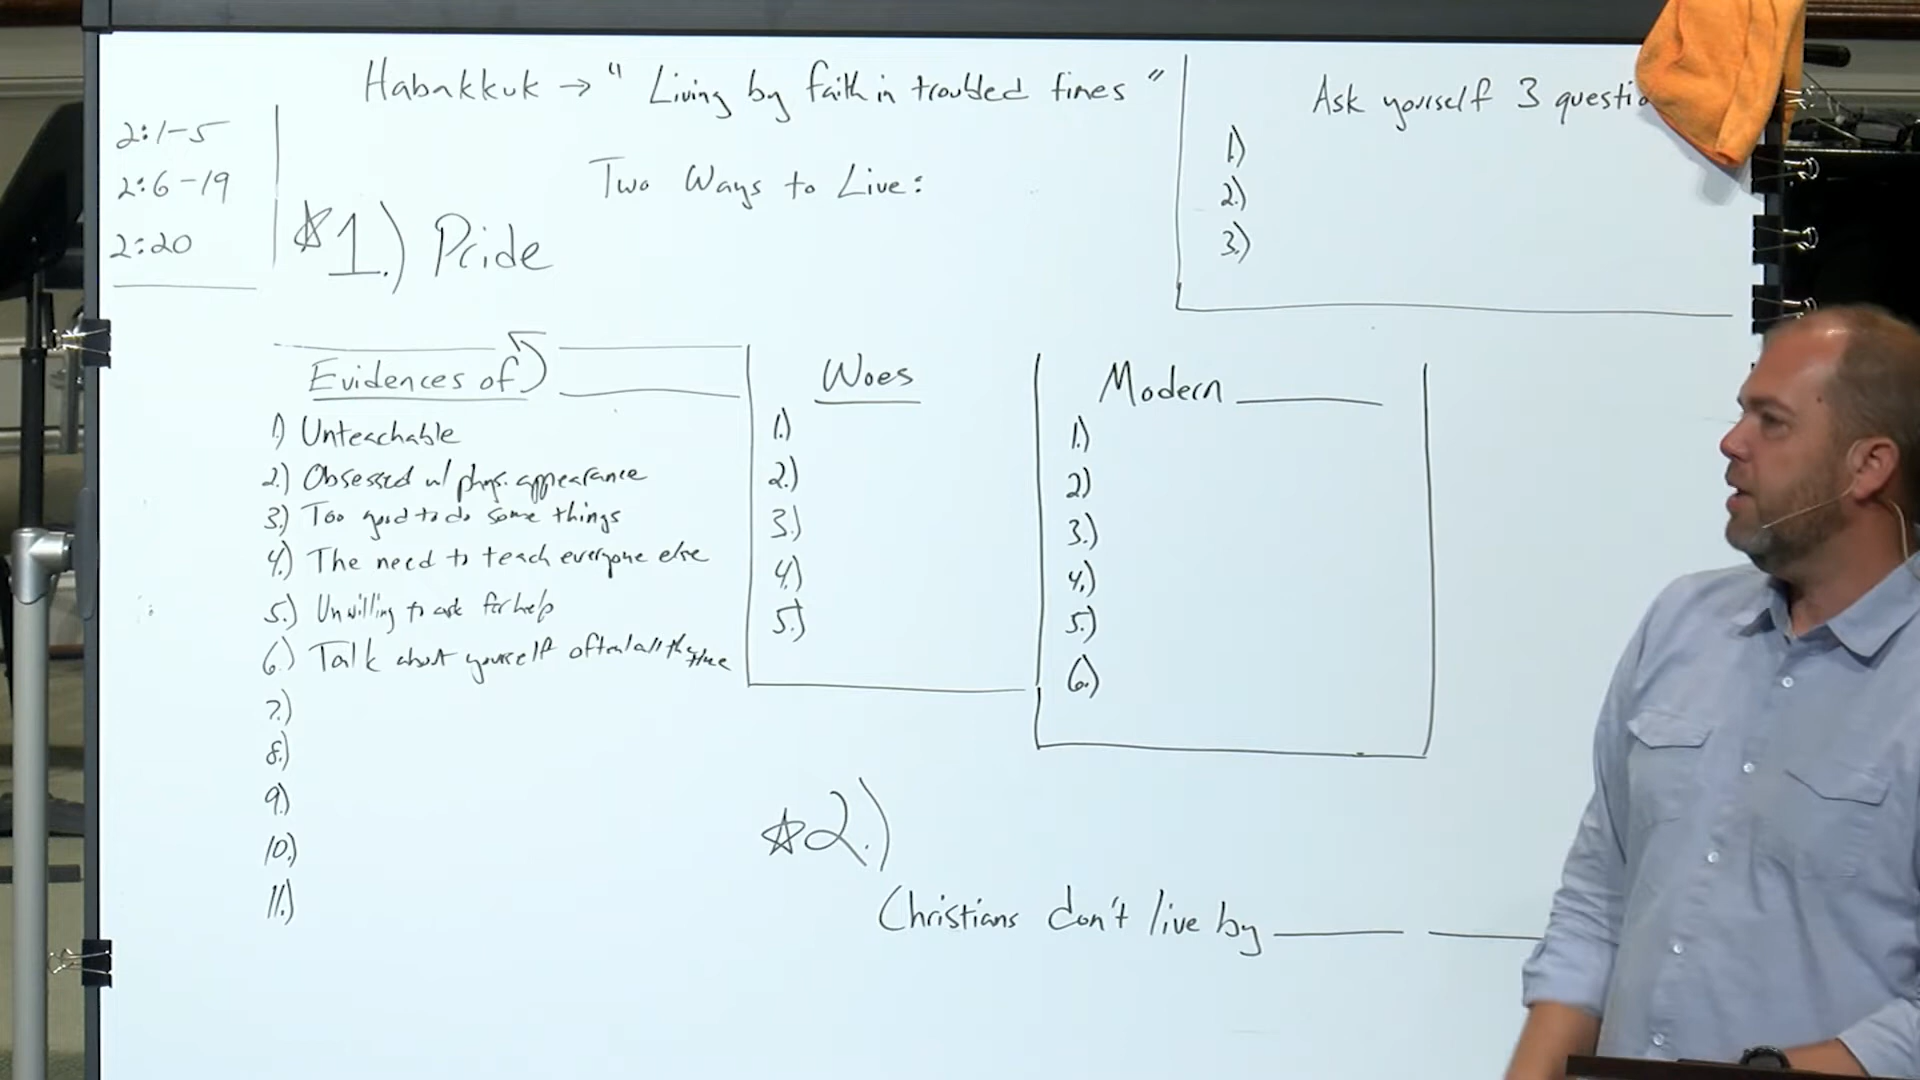 Habakkuk → "Living by faith in troubled times"
2:1-5
2:6-19
2:20
Two Ways to Live:
☆1.) Pride
Ask yourself 3 questio
1.)
2.)
3.)
Evidences of
1.) Unteachable
2.) Obsessed w/ phys. appearance
3.) Too good to do some things
4.) The need to teach everyone else
5.) Unwilling to ask for help
6.) Talk about yourself often/all the time
7.)
8.)
9.)
10.)
11.)
Woes
1.)
2.)
3.)
4.)
5.)
Modern ______
1.)
2.)
3.)
4.)
5.)
6.)
☆2.)
Christians don't live by ______ ______